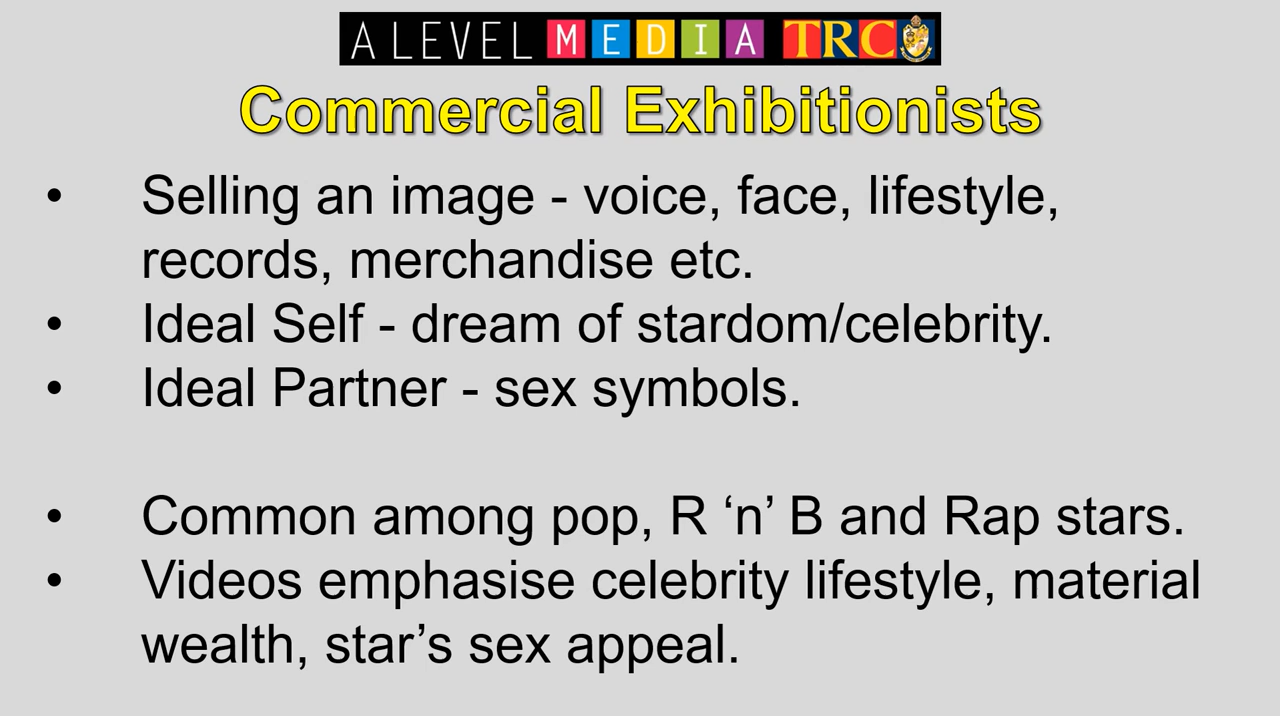 A LEVEL MEDIA TRC
Commercial Exhibitionists
• Selling an image - voice, face, lifestyle,
records, merchandise etc.
• Ideal Self - dream of stardom/celebrity.
• Ideal Partner - sex symbols.
• Common among pop, R ‘n’ B and Rap stars.
• Videos emphasise celebrity lifestyle, material
wealth, star’s sex appeal.